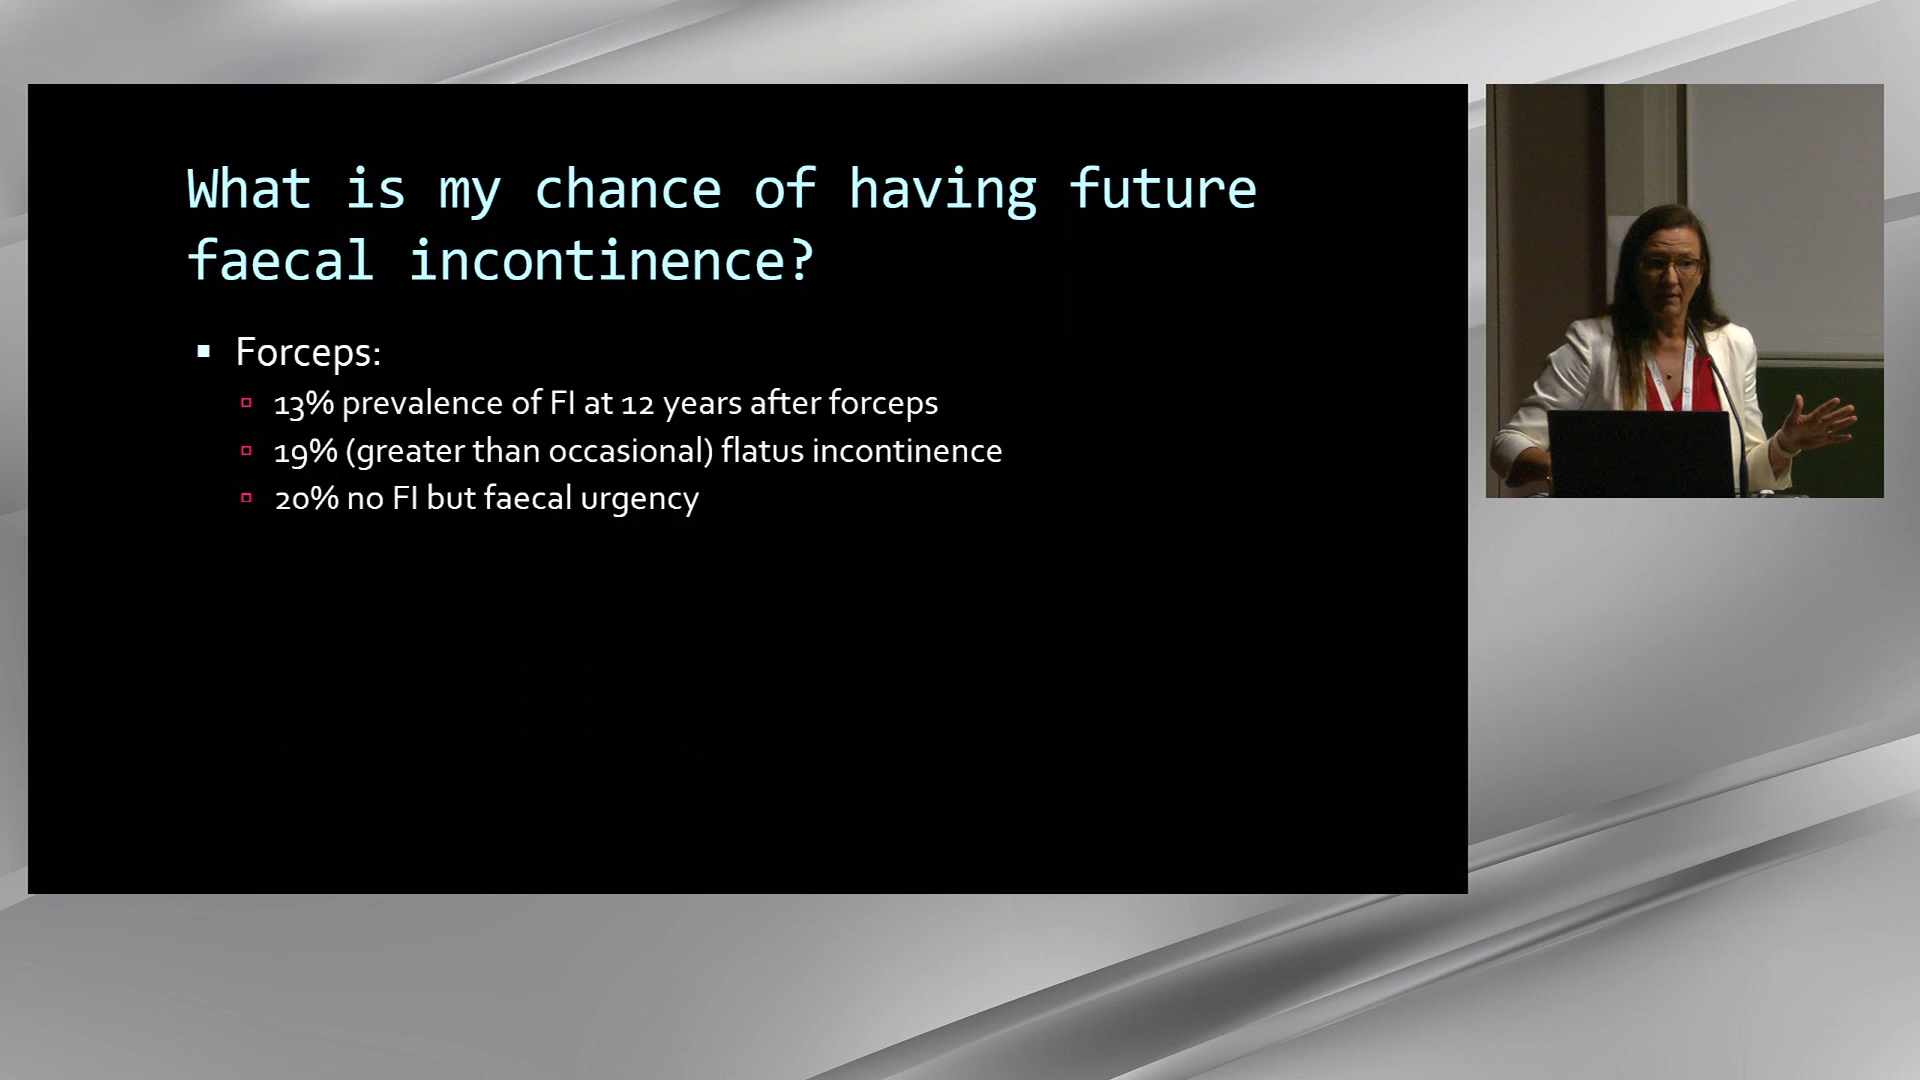 What is my chance of having future
faecal incontinence?
▪ Forceps:
▫ 13% prevalence of FI at 12 years after forceps
▫ 19% (greater than occasional) flatus incontinence
▫ 20% no FI but faecal urgency